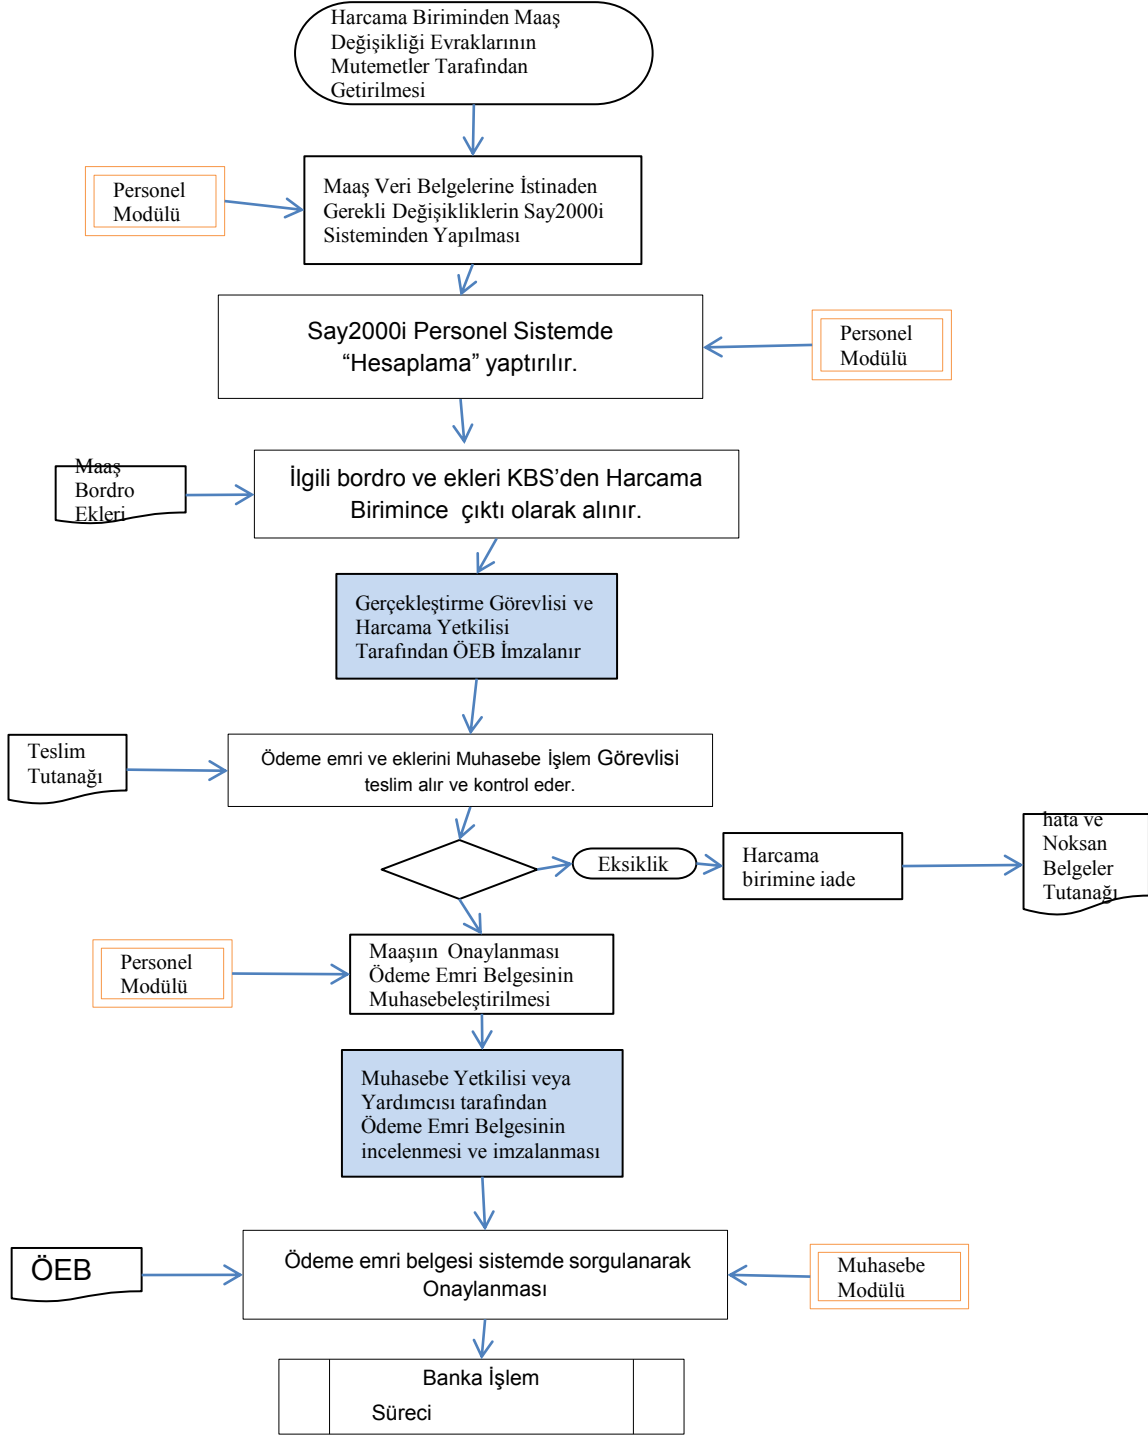 Harcama Biriminden Maaş
Değişikliği Evraklarının
Mutemetler Tarafından
Getirilmesi
Personel
Modülü
Maaş Veri Belgelerine İstinaden
Gerekli Değişikliklerin Say2000i
Sisteminden Yapılması
Say2000i Personel Sistemde
“Hesaplama” yaptırılır.
Personel
Modülü
Maaş
Bordro
Ekleri
İlgili bordro ve ekleri KBS’den Harcama
Birimince çıktı olarak alınır.
Gerçekleştirme Görevlisi ve
Harcama Yetkilisi
Tarafından ÖEB İmzalanır
Teslim
Tutanağı
Ödeme emri ve eklerini Muhasebe İşlem Görevlisi
teslim alır ve kontrol eder.
Eksiklik
Harcama
birimine iade
hata ve
Noksan
Belgeler
Tutanağı
Personel
Modülü
Maaşıın Onaylanması
Ödeme Emri Belgesinin
Muhasebeleştirilmesi
Muhasebe Yetkilisi veya
Yardımcısı tarafından
Ödeme Emri Belgesinin
incelenmesi ve imzalanması
ÖEB
Ödeme emri belgesi sistemde sorgulanarak
Onaylanması
Muhasebe
Modülü
Banka İşlem
Süreci